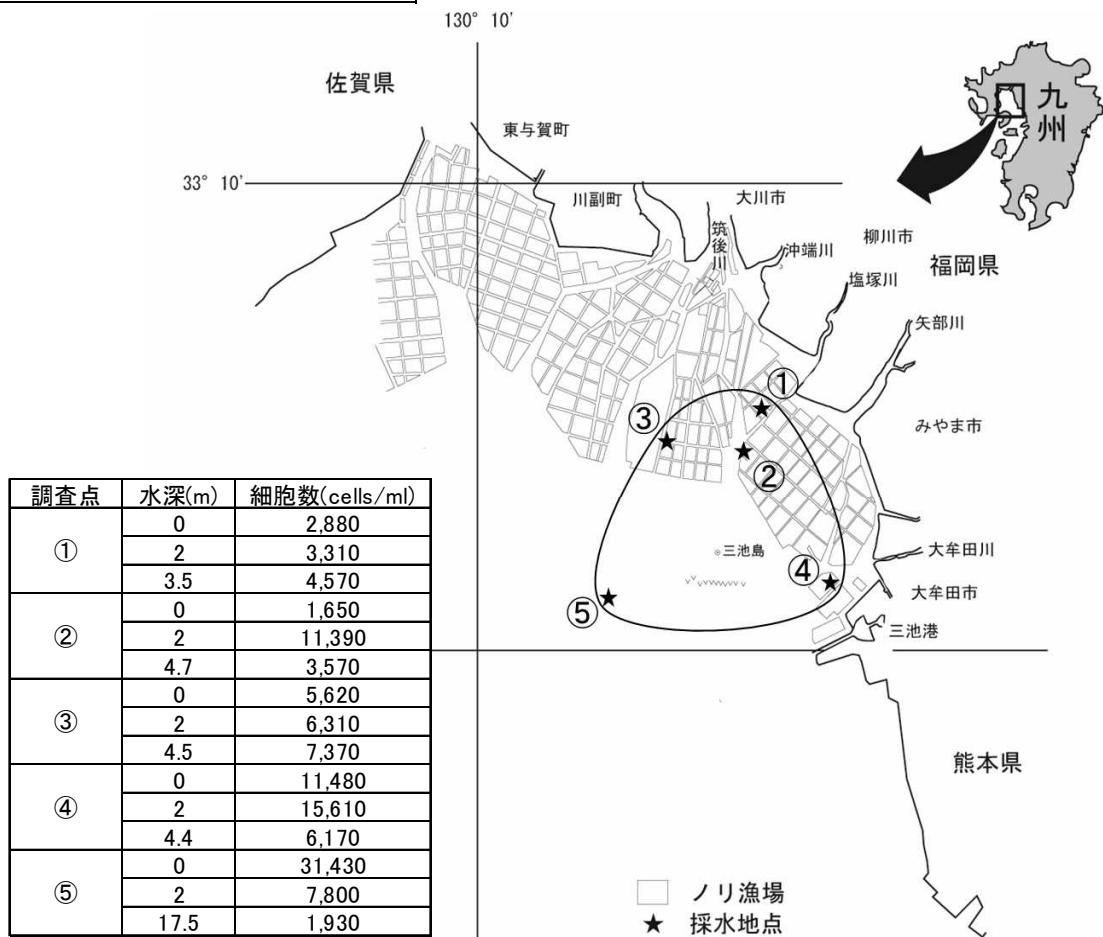 130° 10'
佐賀県
東与賀町
九州
33° 10'
川副町
大川市
筑後川
沖端川
柳川市
福岡県
塩塚川
矢部川
①
③
みやま市
②
調査点 水深(m) 細胞数(cells/ml)
① 0 2,880
2 3,310
3.5 4,570
② 0 1,650
2 11,390
4.7 3,570
③ 0 5,620
2 6,310
4.5 7,370
④ 0 11,480
2 15,610
4.4 6,170
⑤ 0 31,430
2 7,800
17.5 1,930
三池島
大牟田川
④
⑤
大牟田市
三池港
熊本県
ノリ漁場
★ 採水地点